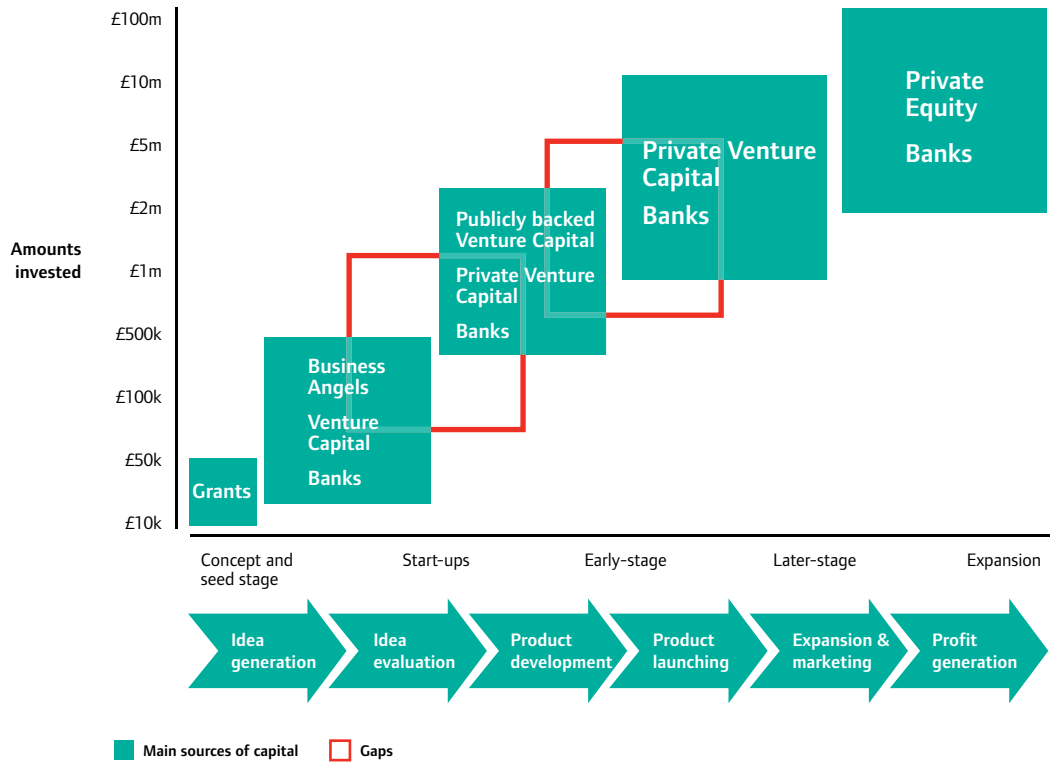 £100m
£10m
£5m
£2m
£1m
£500k
£100k
£50k
£10k
Amounts
invested
Grants
Business
Angels
Venture
Capital
Banks
Publicly backed
Venture Capital
Private Venture
Capital
Banks
Private Venture
Capital
Banks
Private
Equity
Banks
Concept and
seed stage
Start-ups
Early-stage
Later-stage
Expansion
Idea
generation
Idea
evaluation
Product
development
Product
launching
Expansion &
marketing
Profit
generation
Main sources of capital
Gaps